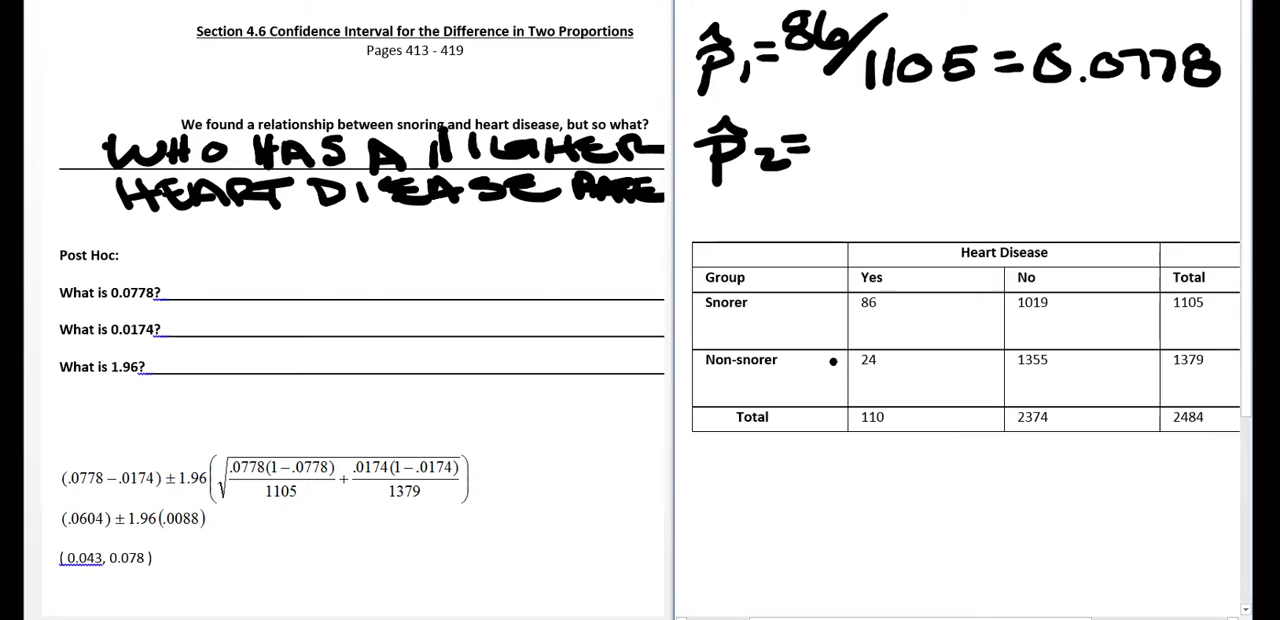 Section 4.6 Confidence Interval for the Difference in Two Proportions
Pages 413 - 419
We found a relationship between snoring and heart disease, but so what?
WHO HAS A HIGHER
HEART DISEASE RATE
Post Hoc:
What is 0.0778?
What is 0.0174?
What is 1.96?
(.0778 − .0174) ± 1.96 (√ .0778(1−.0778)/1105 + .0174(1−.0174)/1379)
(.0604) ± 1.96(.0088)
( 0.043, 0.078 )
p̂₁ = 86/1105 = 0.0778
p̂₂ =
Heart Disease
Group Yes No Total
Snorer 86 1019 1105
Non-snorer 24 1355 1379
Total 110 2374 2484